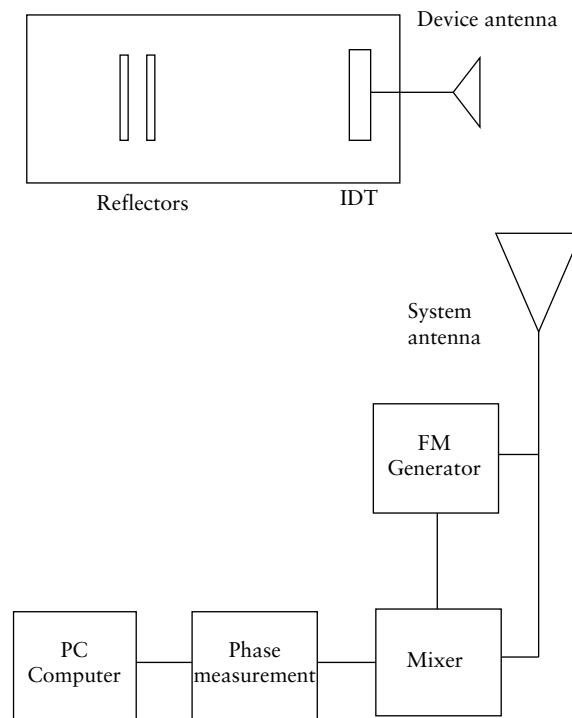 Device antenna
Reflectors
IDT
System
antenna
FM
Generator
PC
Computer
Phase
measurement
Mixer